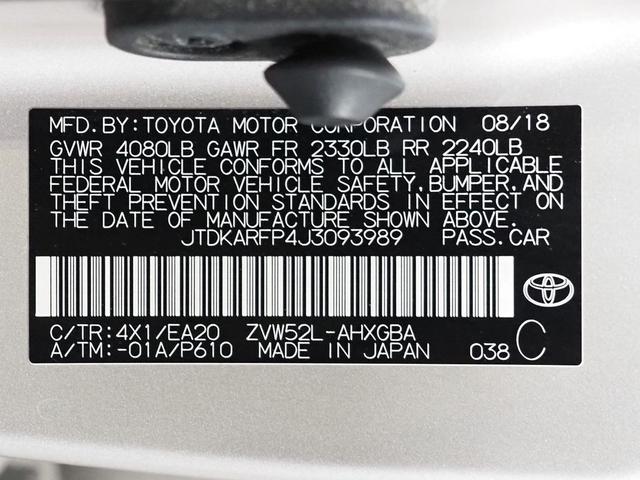 MFD.BY:TOYOTA MOTOR CORPORATION 08/18
GVWR 4080LB GAWR FR 2330LB RR 2240LB
THIS VEHICLE CONFORMS TO ALL APPLICABLE
FEDERAL MOTOR VEHICLE SAFETY,BUMPER,AND
THEFT PREVENTION STANDARDS IN EFFECT ON
THE DATE OF MANUFACTURE SHOWN ABOVE.
JTDKARFP4J3093989 PASS.CAR
C/TR:4X1/EA20 ZVW52L-AHXGBA
A/TM:-01A/P610 MADE IN JAPAN 038 C